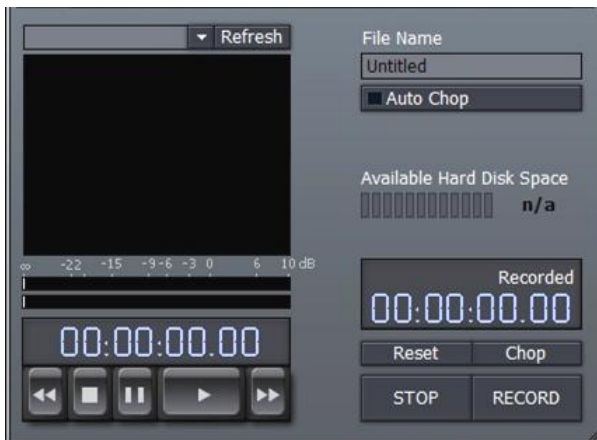 Refresh
∞ -22 -15 -9 -6 -3 0 6 10 dB
00:00:00.00
File Name
Untitled
Auto Chop
Available Hard Disk Space
n/a
Recorded
00:00:00.00
Reset Chop
STOP RECORD